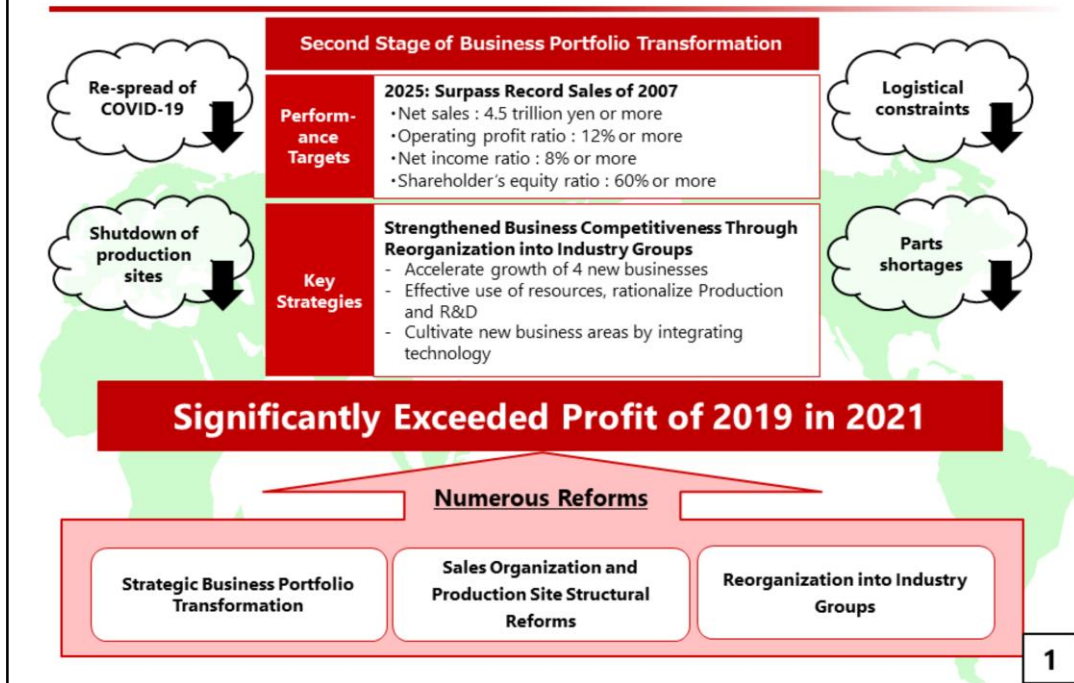 Second Stage of Business Portfolio Transformation
Re-spread of
COVID-19
Logistical
constraints
Perform-
ance
Targets
2025: Surpass Record Sales of 2007
・Net sales : 4.5 trillion yen or more
・Operating profit ratio : 12% or more
・Net income ratio : 8% or more
・Shareholder's equity ratio : 60% or more
Shutdown of
production
sites
Parts
shortages
Key
Strategies
Strengthened Business Competitiveness Through
Reorganization into Industry Groups
- Accelerate growth of 4 new businesses
- Effective use of resources, rationalize Production
and R&D
- Cultivate new business areas by integrating
technology
Significantly Exceeded Profit of 2019 in 2021
Numerous Reforms
Strategic Business Portfolio
Transformation
Sales Organization and
Production Site Structural
Reforms
Reorganization into Industry
Groups
1